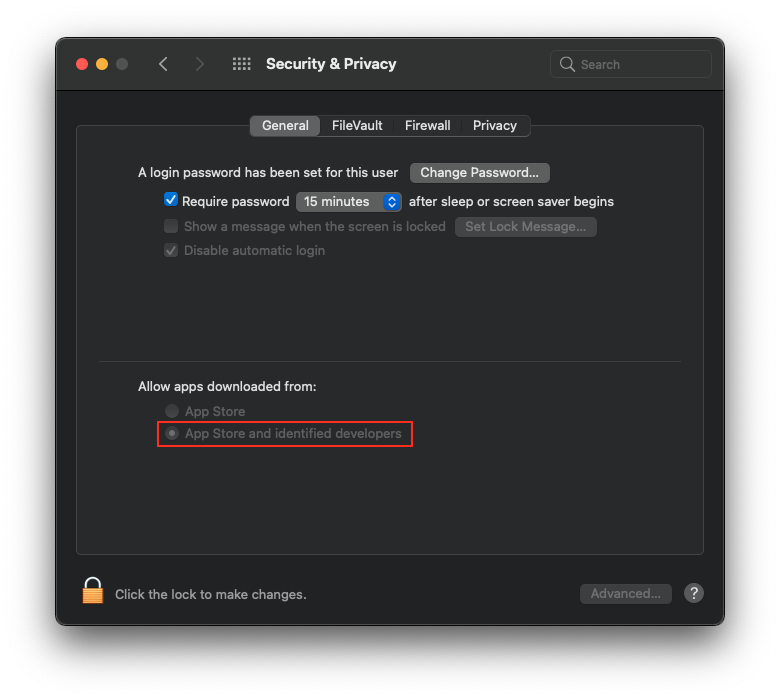 Security & Privacy
Search
General FileVault Firewall Privacy
A login password has been set for this user Change Password...
Require password 15 minutes after sleep or screen saver begins
Show a message when the screen is locked Set Lock Message...
Disable automatic login
Allow apps downloaded from:
App Store
App Store and identified developers
Click the lock to make changes.
Advanced... ?